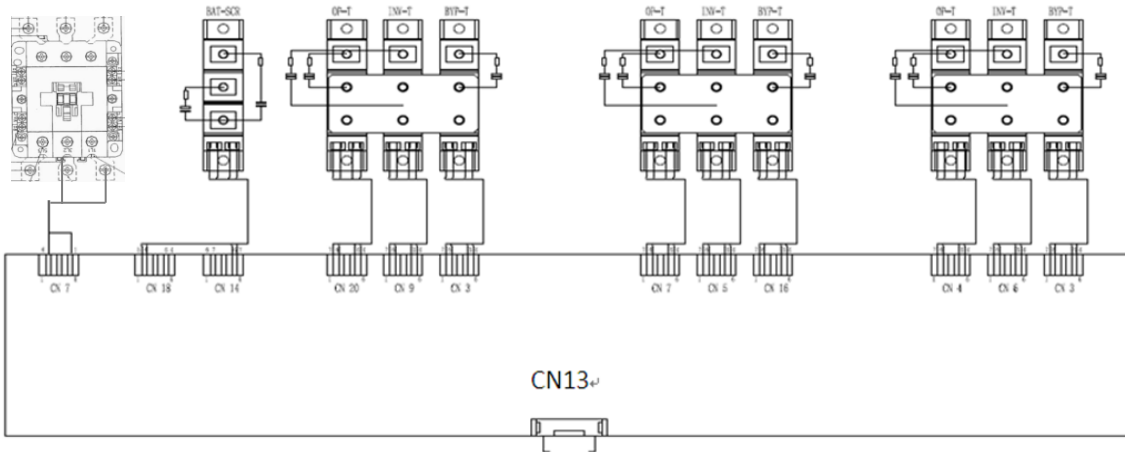 BAT-SCR OP-T INV-T BYP-T OP-T INV-T BYP-T OP-T INV-T BYP-T
CN 7 CN 18 CN 14 CN 20 CN 9 CN 3 CN 7 CN 5 CN 16 CN 4 CN 6 CN 3
CN13